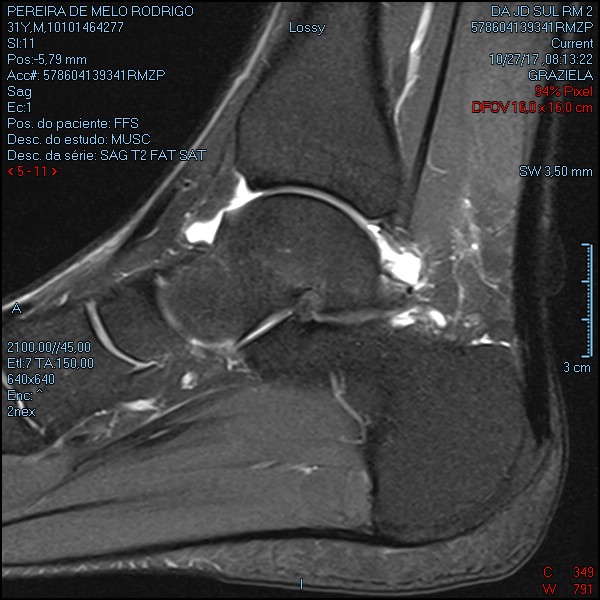 PEREIRA DE MELO RODRIGO
31Y,M,10101464277
Sl:11
Pos:-5,79 mm
Acc#: 578604139341RMZP
Sag
Ec:1
Pos. do paciente: FFS
Desc. do estudo: MUSC
Desc. da série: SAG T2 FAT SAT
< 5 - 11 >
Lossy
DA JD SUL RM 2
578604139341RMZP
Current
10/27/17 ,08:13:22
GRAZIELA
94% Pixel
DFOV 16,0 x 16,0 cm
SW 3,50 mm
A
2100,00//45,00
Etl:7 TA:150,00
640x640
Enc: ^
2nex
3 cm
C 349
W 791